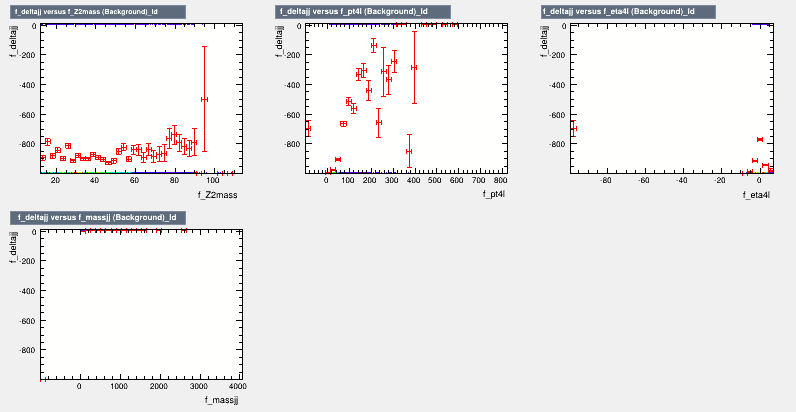 f_deltajj versus f_Z2mass (Background)_Id
f_deltajj versus f_pt4l (Background)_Id
f_deltajj versus f_eta4l (Background)_Id
f_deltajj
0
-200
-400
-600
-800
20 40 60 80 100
f_Z2mass
f_deltajj
0
-200
-400
-600
-800
0 100 200 300 400 500 600 700 800
f_pt4l
f_deltajj
0
-200
-400
-600
-800
-80 -60 -40 -20 0
f_eta4l
f_deltajj versus f_massjj (Background)_Id
f_deltajj
0
-200
-400
-600
-800
0 1000 2000 3000 4000
f_massjj